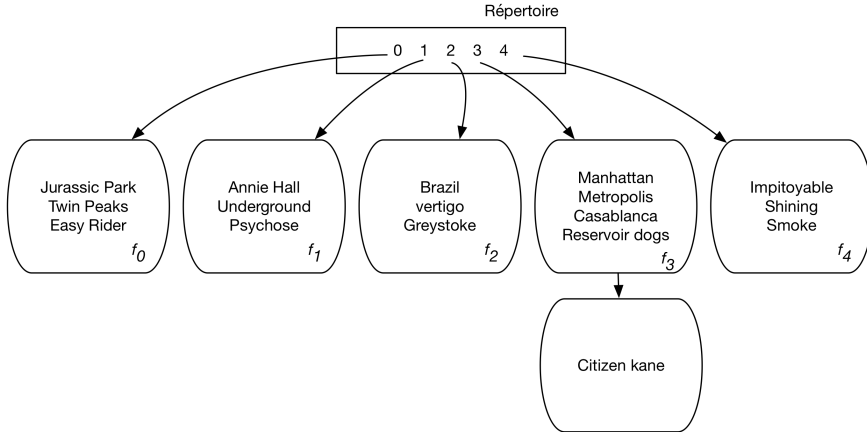 Répertoire
0 1 2 3 4
Jurassic Park
Twin Peaks
Easy Rider
f0
Annie Hall
Underground
Psychose
f1
Brazil
vertigo
Greystoke
f2
Manhattan
Metropolis
Casablanca
Reservoir dogs
f3
Impitoyable
Shining
Smoke
f4
Citizen kane